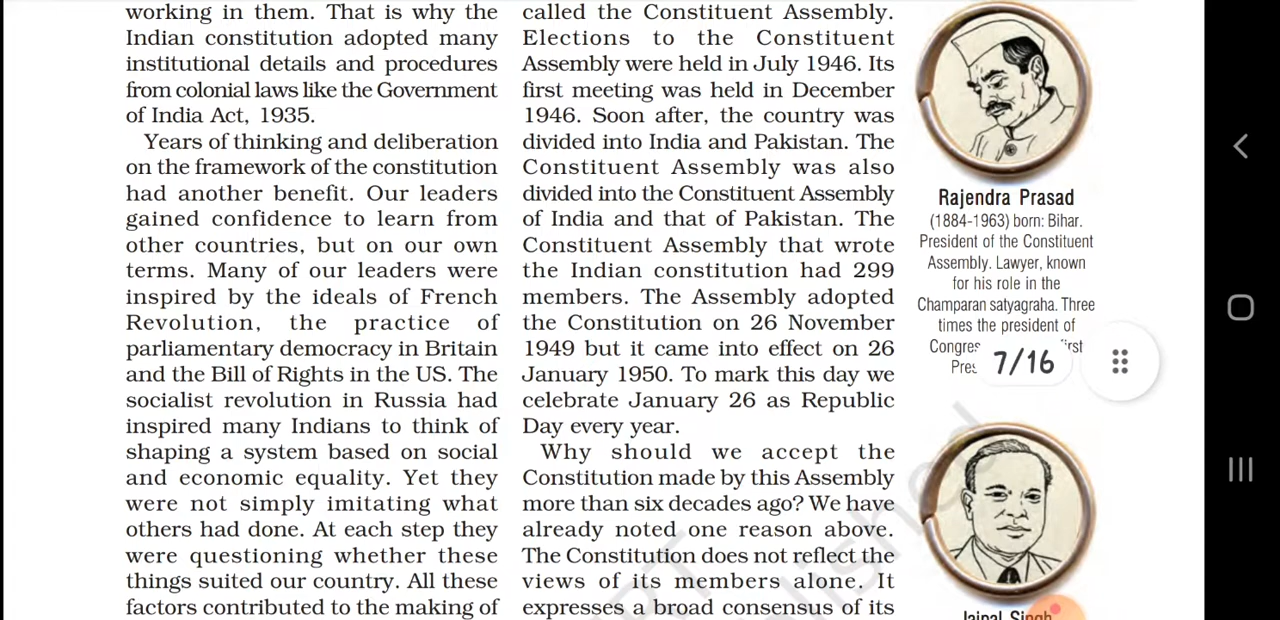 working in them. That is why the
Indian constitution adopted many
institutional details and procedures
from colonial laws like the Government
of India Act, 1935.
Years of thinking and deliberation
on the framework of the constitution
had another benefit. Our leaders
gained confidence to learn from
other countries, but on our own
terms. Many of our leaders were
inspired by the ideals of French
Revolution, the practice of
parliamentary democracy in Britain
and the Bill of Rights in the US. The
socialist revolution in Russia had
inspired many Indians to think of
shaping a system based on social
and economic equality. Yet they
were not simply imitating what
others had done. At each step they
were questioning whether these
things suited our country. All these
factors contributed to the making of
called the Constituent Assembly.
Elections to the Constituent
Assembly were held in July 1946. Its
first meeting was held in December
1946. Soon after, the country was
divided into India and Pakistan. The
Constituent Assembly was also
divided into the Constituent Assembly
of India and that of Pakistan. The
Constituent Assembly that wrote
the Indian constitution had 299
members. The Assembly adopted
the Constitution on 26 November
1949 but it came into effect on 26
January 1950. To mark this day we
celebrate January 26 as Republic
Day every year.
Why should we accept the
Constitution made by this Assembly
more than six decades ago? We have
already noted one reason above.
The Constitution does not reflect the
views of its members alone. It
expresses a broad consensus of its
Rajendra Prasad
(1884-1963) born: Bihar.
President of the Constituent
Assembly. Lawyer, known
for his role in the
Champaran satyagraha. Three
times the president of
7/16
Jaipal Singh